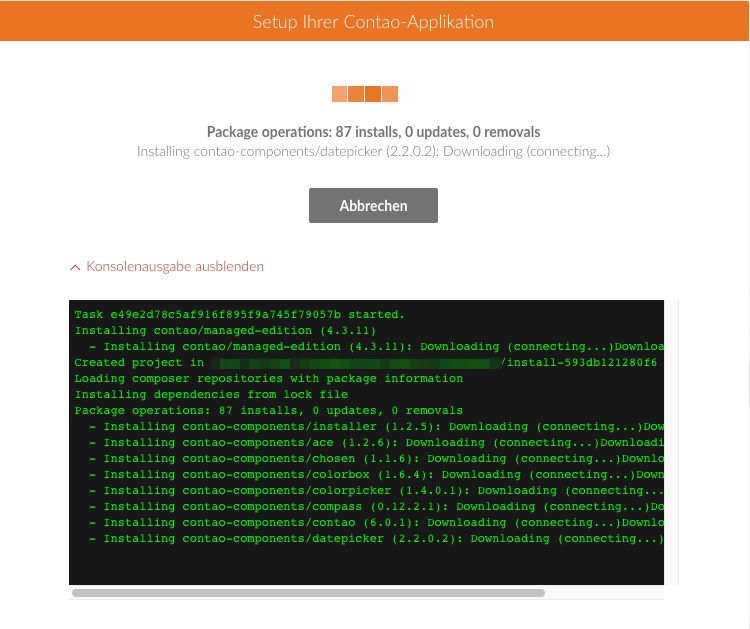 Setup Ihrer Contao-Applikation
Package operations: 87 installs, 0 updates, 0 removals
Installing contao-components/datepicker (2.2.0.2): Downloading (connecting...)
Abbrechen
Konsolenausgabe ausblenden
Task e49e2d78c5af916f895f9a745f79057b started.
Installing contao/managed-edition (4.3.11)
- Installing contao/managed-edition (4.3.11): Downloading (connecting...)Downloa
Created project in /install-593db121280f6
Loading composer repositories with package information
Installing dependencies from lock file
Package operations: 87 installs, 0 updates, 0 removals
- Installing contao-components/installer (1.2.5): Downloading (connecting...)Dow
- Installing contao-components/ace (1.2.6): Downloading (connecting...)Downloadi
- Installing contao-components/chosen (1.1.6): Downloading (connecting...)Downlo
- Installing contao-components/colorbox (1.6.4): Downloading (connecting...)Down
- Installing contao-components/colorpicker (1.4.0.1): Downloading (connecting...
- Installing contao-components/compass (0.12.2.1): Downloading (connecting...)Do
- Installing contao-components/contao (6.0.1): Downloading (connecting...)Downlo
- Installing contao-components/datepicker (2.2.0.2): Downloading (connecting...)